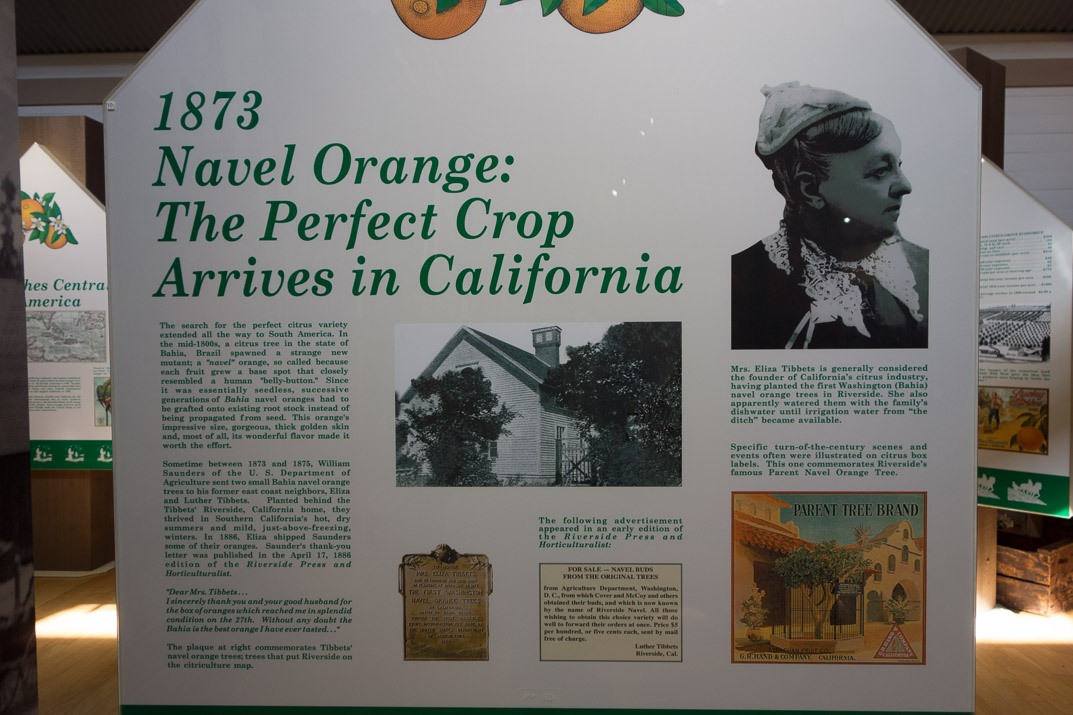 1873
Navel Orange:
The Perfect Crop
Arrives in California
The search for the perfect citrus variety
extended all the way to South America. In
the mid-1800s, a citrus tree in the state of
Bahia, Brazil spawned a strange new
mutant; a "navel" orange, so called because
each fruit grew a base spot that closely
resembled a human "belly-button." Since
it was essentially seedless, successive
generations of Bahia navel oranges had to
be grafted onto existing root stock instead of
being propagated from seed. This orange's
impressive size, gorgeous, thick golden skin
and, most of all, its wonderful flavor made it
worth the effort.
Sometime between 1873 and 1875, William
Saunders of the U. S. Department of
Agriculture sent two small Bahia navel orange
trees to his former east coast neighbors, Eliza
and Luther Tibbets. Planted behind the
Tibbets' Riverside, California home, they
thrived in Southern California's hot, dry
summers and mild, just-above-freezing,
winters. In 1886, Eliza shipped Saunders
some of their oranges. Saunder's thank-you
letter was published in the April 17, 1886
edition of the Riverside Press and
Horticulturalist.
"Dear Mrs. Tibbets...
I sincerely thank you and your good husband for
the box of oranges which reached me in splendid
condition on the 27th. Without any doubt the
Bahia is the best orange I have ever tasted..."
The plaque at right commemorates Tibbets'
navel orange trees; trees that put Riverside on
the citriculture map.
MRS. ELIZA TIBBETS
THE FIRST WASHINGTON
NAVEL ORANGE TREES
The following advertisement
appeared in an early edition of
the Riverside Press and
Horticulturalist:
FOR SALE — NAVEL BUDS
FROM THE ORIGINAL TREES
from Agriculture Department, Washington,
D. C., from which Cover and McCoy and others
obtained their buds, and which is now known
by the name of Riverside Navel. All those
wishing to obtain this choice variety will do
well to forward their orders at once. Price $5
per hundred, or five cents each, sent by mail
free of charge.
Luther Tibbets
Riverside, Cal.
Mrs. Eliza Tibbets is generally considered
the founder of California's citrus industry,
having planted the first Washington (Bahia)
navel orange trees in Riverside. She also
apparently watered them with the family's
dishwater until irrigation water from "the
ditch" became available.
Specific turn-of-the-century scenes and
events often were illustrated on citrus box
labels. This one commemorates Riverside's
famous Parent Navel Orange Tree.
PARENT TREE BRAND
G.R. HAND & COMPANY, CALIFORNIA.
hes Central
merica